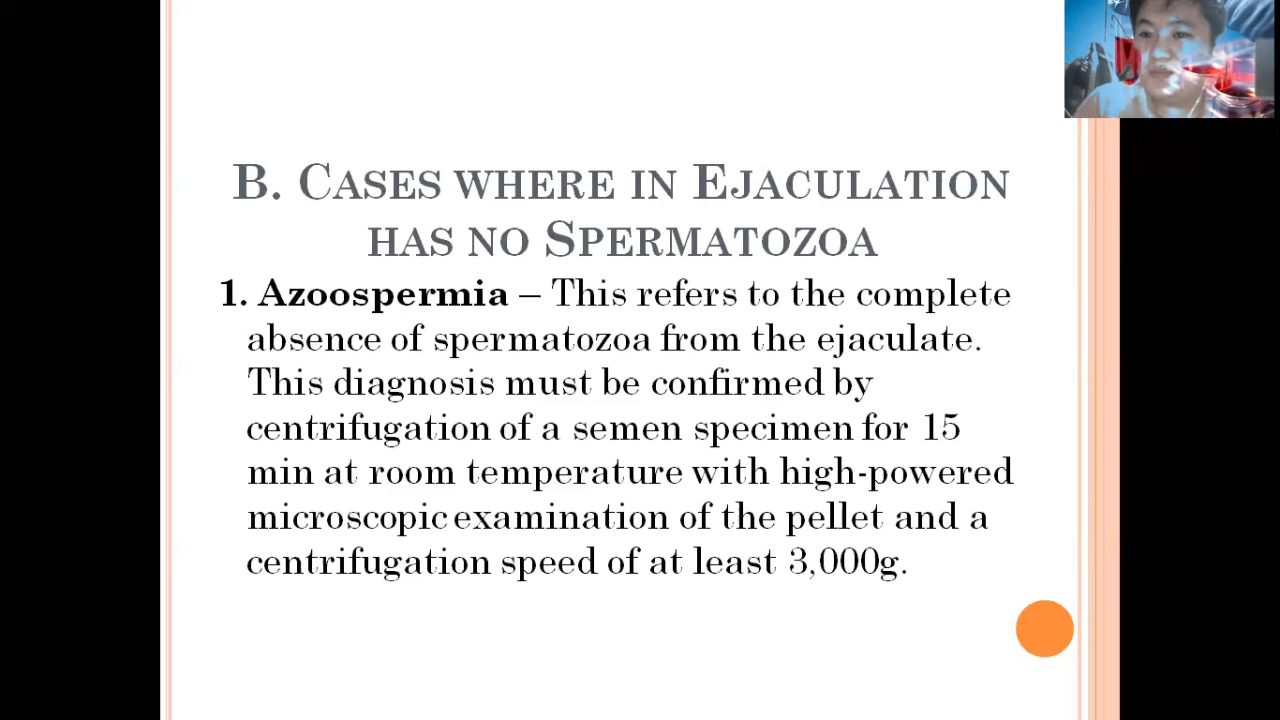 B. Cases where in Ejaculation
has no Spermatozoa
1. Azoospermia – This refers to the complete
absence of spermatozoa from the ejaculate.
This diagnosis must be confirmed by
centrifugation of a semen specimen for 15
min at room temperature with high-powered
microscopic examination of the pellet and a
centrifugation speed of at least 3,000g.